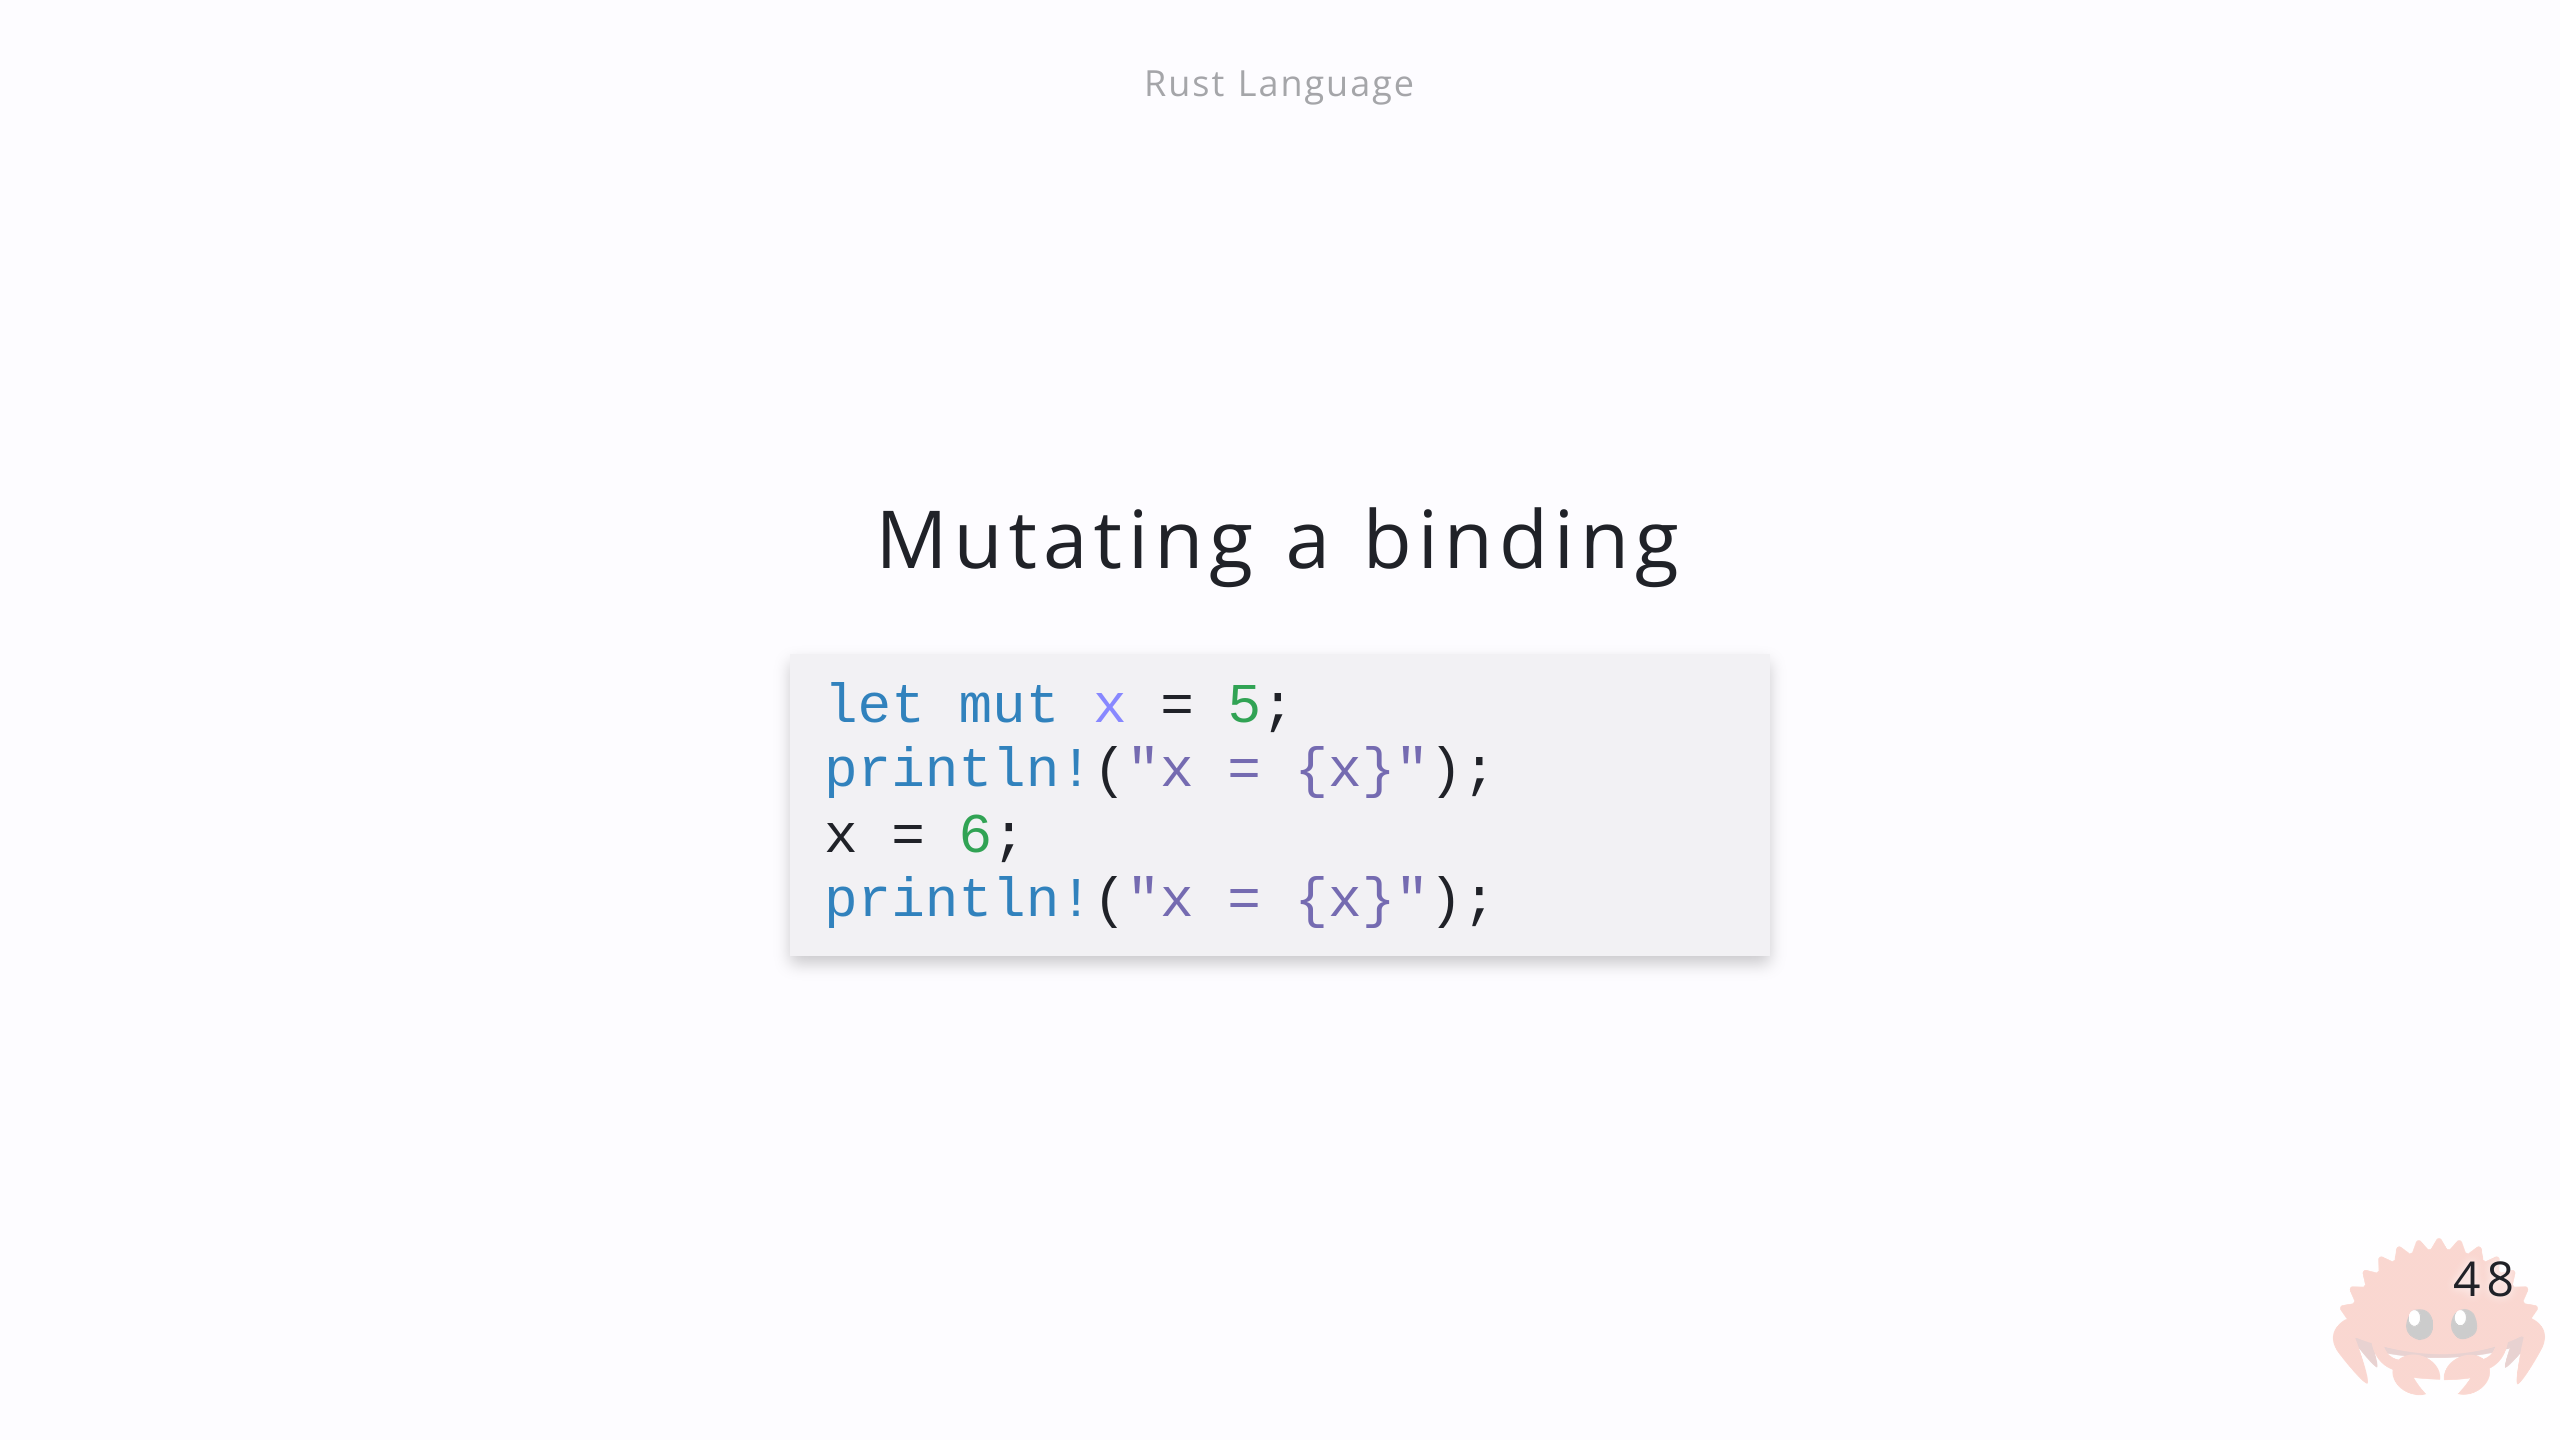 Rust Language
Mutating a binding
let mut x = 5;
println!("x = {x}");
x = 6;
println!("x = {x}");
48